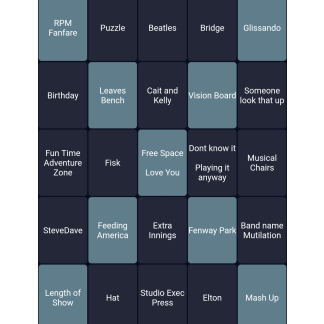 RPM
Fanfare
Puzzle
Beatles
Bridge
Glissando
Birthday
Leaves
Bench
Cait and
Kelly
Vision Board
Someone
look that up
Fun Time
Adventure
Zone
Fisk
Free Space
Love You
Dont know it
Playing it
anyway
Musical
Chairs
SteveDave
Feeding
America
Extra
Innings
Fenway Park
Band name
Mutilation
Length of
Show
Hat
Studio Exec
Press
Elton
Mash Up